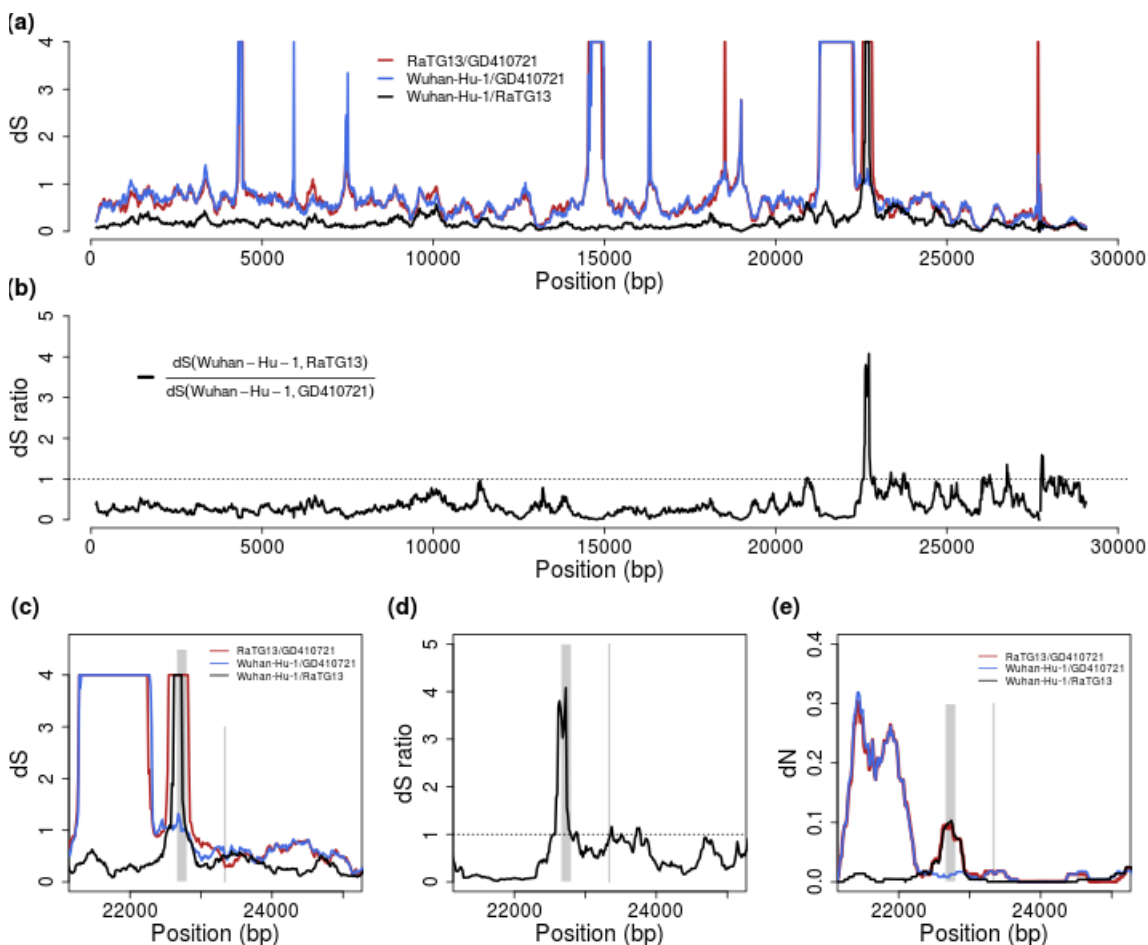 (a)
4
3
2
1
0
dS
RaTG13/GD410721
Wuhan-Hu-1/GD410721
Wuhan-Hu-1/RaTG13
0 5000 10000 15000 20000 25000 30000
Position (bp)
(b)
5
4
3
2
1
0
dS ratio
dS(Wuhan−Hu−1, RaTG13)
dS(Wuhan−Hu−1, GD410721)
0 5000 10000 15000 20000 25000 30000
Position (bp)
(c)
4
3
2
1
0
dS
RaTG13/GD410721
Wuhan-Hu-1/GD410721
Wuhan-Hu-1/RaTG13
22000 24000
Position (bp)
(d)
5
4
3
2
1
0
dS ratio
22000 24000
Position (bp)
(e)
0.4
0.3
0.2
0.1
0.0
dN
RaTG13/GD410721
Wuhan-Hu-1/GD410721
Wuhan-Hu-1/RaTG13
22000 24000
Position (bp)